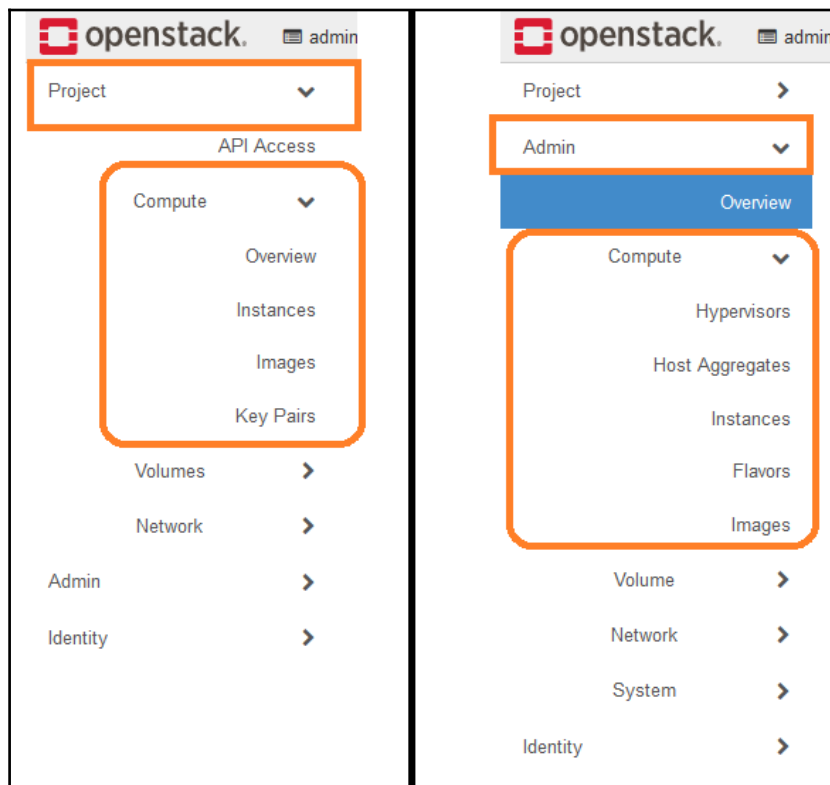 openstack. admin
Project
API Access
Compute
Overview
Instances
Images
Key Pairs
Volumes
Network
Admin
Identity
openstack. admin
Project
Admin
Overview
Compute
Hypervisors
Host Aggregates
Instances
Flavors
Images
Volume
Network
System
Identity